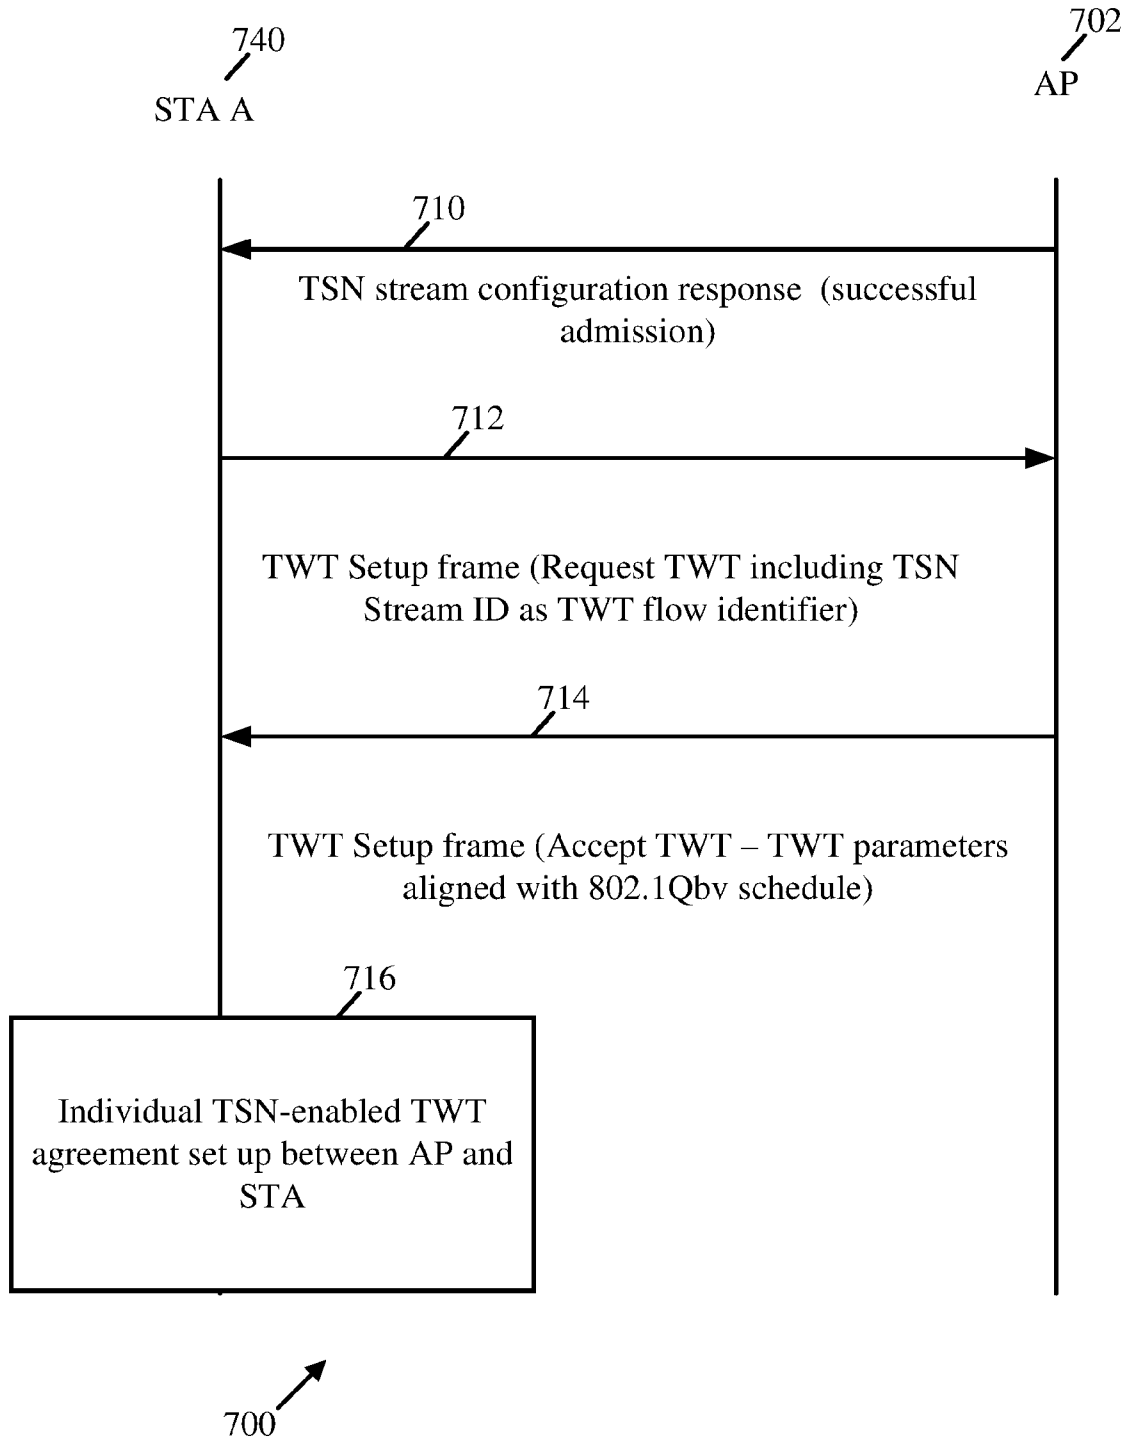 740
702
STA A
AP
710
TSN stream configuration response (successful
admission)
712
TWT Setup frame (Request TWT including TSN
Stream ID as TWT flow identifier)
714
TWT Setup frame (Accept TWT – TWT parameters
aligned with 802.1Qbv schedule)
716
Individual TSN-enabled TWT
agreement set up between AP and
STA
700